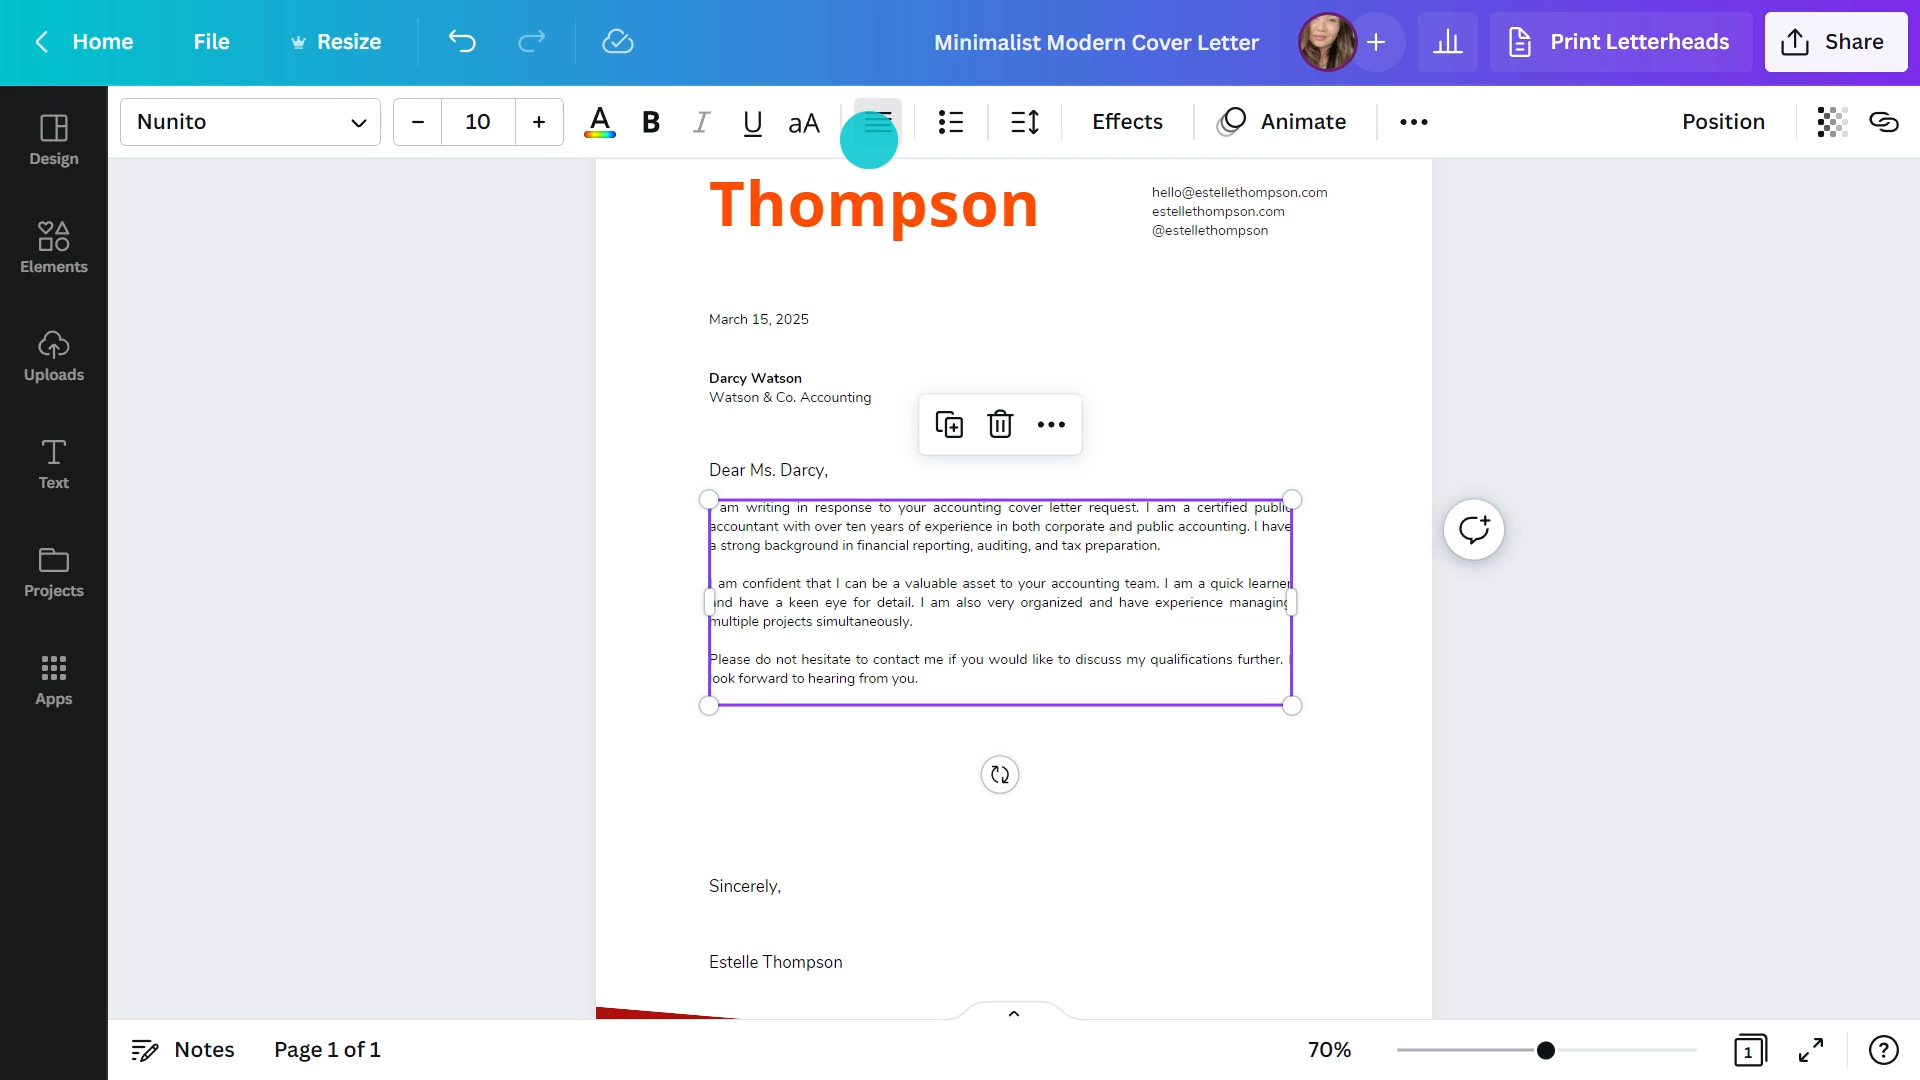 Home
File
Resize
Minimalist Modern Cover Letter
Print Letterheads
Share
Nunito
10
A
B
I
U
aA
Effects
Animate
Position
Design
Elements
Uploads
Text
Projects
Apps
Thompson
hello@estellethompson.com
estellethompson.com
@estellethompson
March 15, 2025
Darcy Watson
Watson & Co. Accounting
Dear Ms. Darcy,
I am writing in response to your accounting cover letter request. I am a certified public
accountant with over ten years of experience in both corporate and public accounting. I have
a strong background in financial reporting, auditing, and tax preparation.
I am confident that I can be a valuable asset to your accounting team. I am a quick learner
and have a keen eye for detail. I am also very organized and have experience managing
multiple projects simultaneously.
Please do not hesitate to contact me if you would like to discuss my qualifications further. I
look forward to hearing from you.
Sincerely,
Estelle Thompson
Notes
Page 1 of 1
70%
1
?